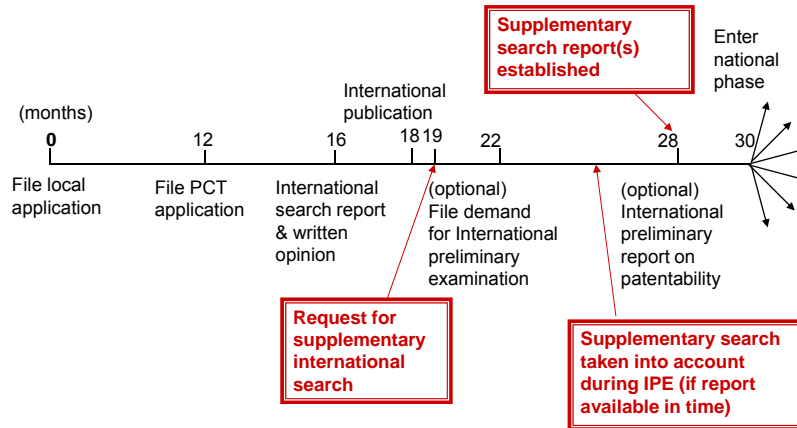 Supplementary
search report(s)
established
Enter
national
phase
International
publication
(months)
0
12
16
18
19
22
28
30
File local
application
File PCT
application
International
search report
& written
opinion
(optional)
File demand
for International
preliminary
examination
(optional)
International
preliminary
report on
patentability
Request for
supplementary
international
search
Supplementary search
taken into account
during IPE (if report
available in time)